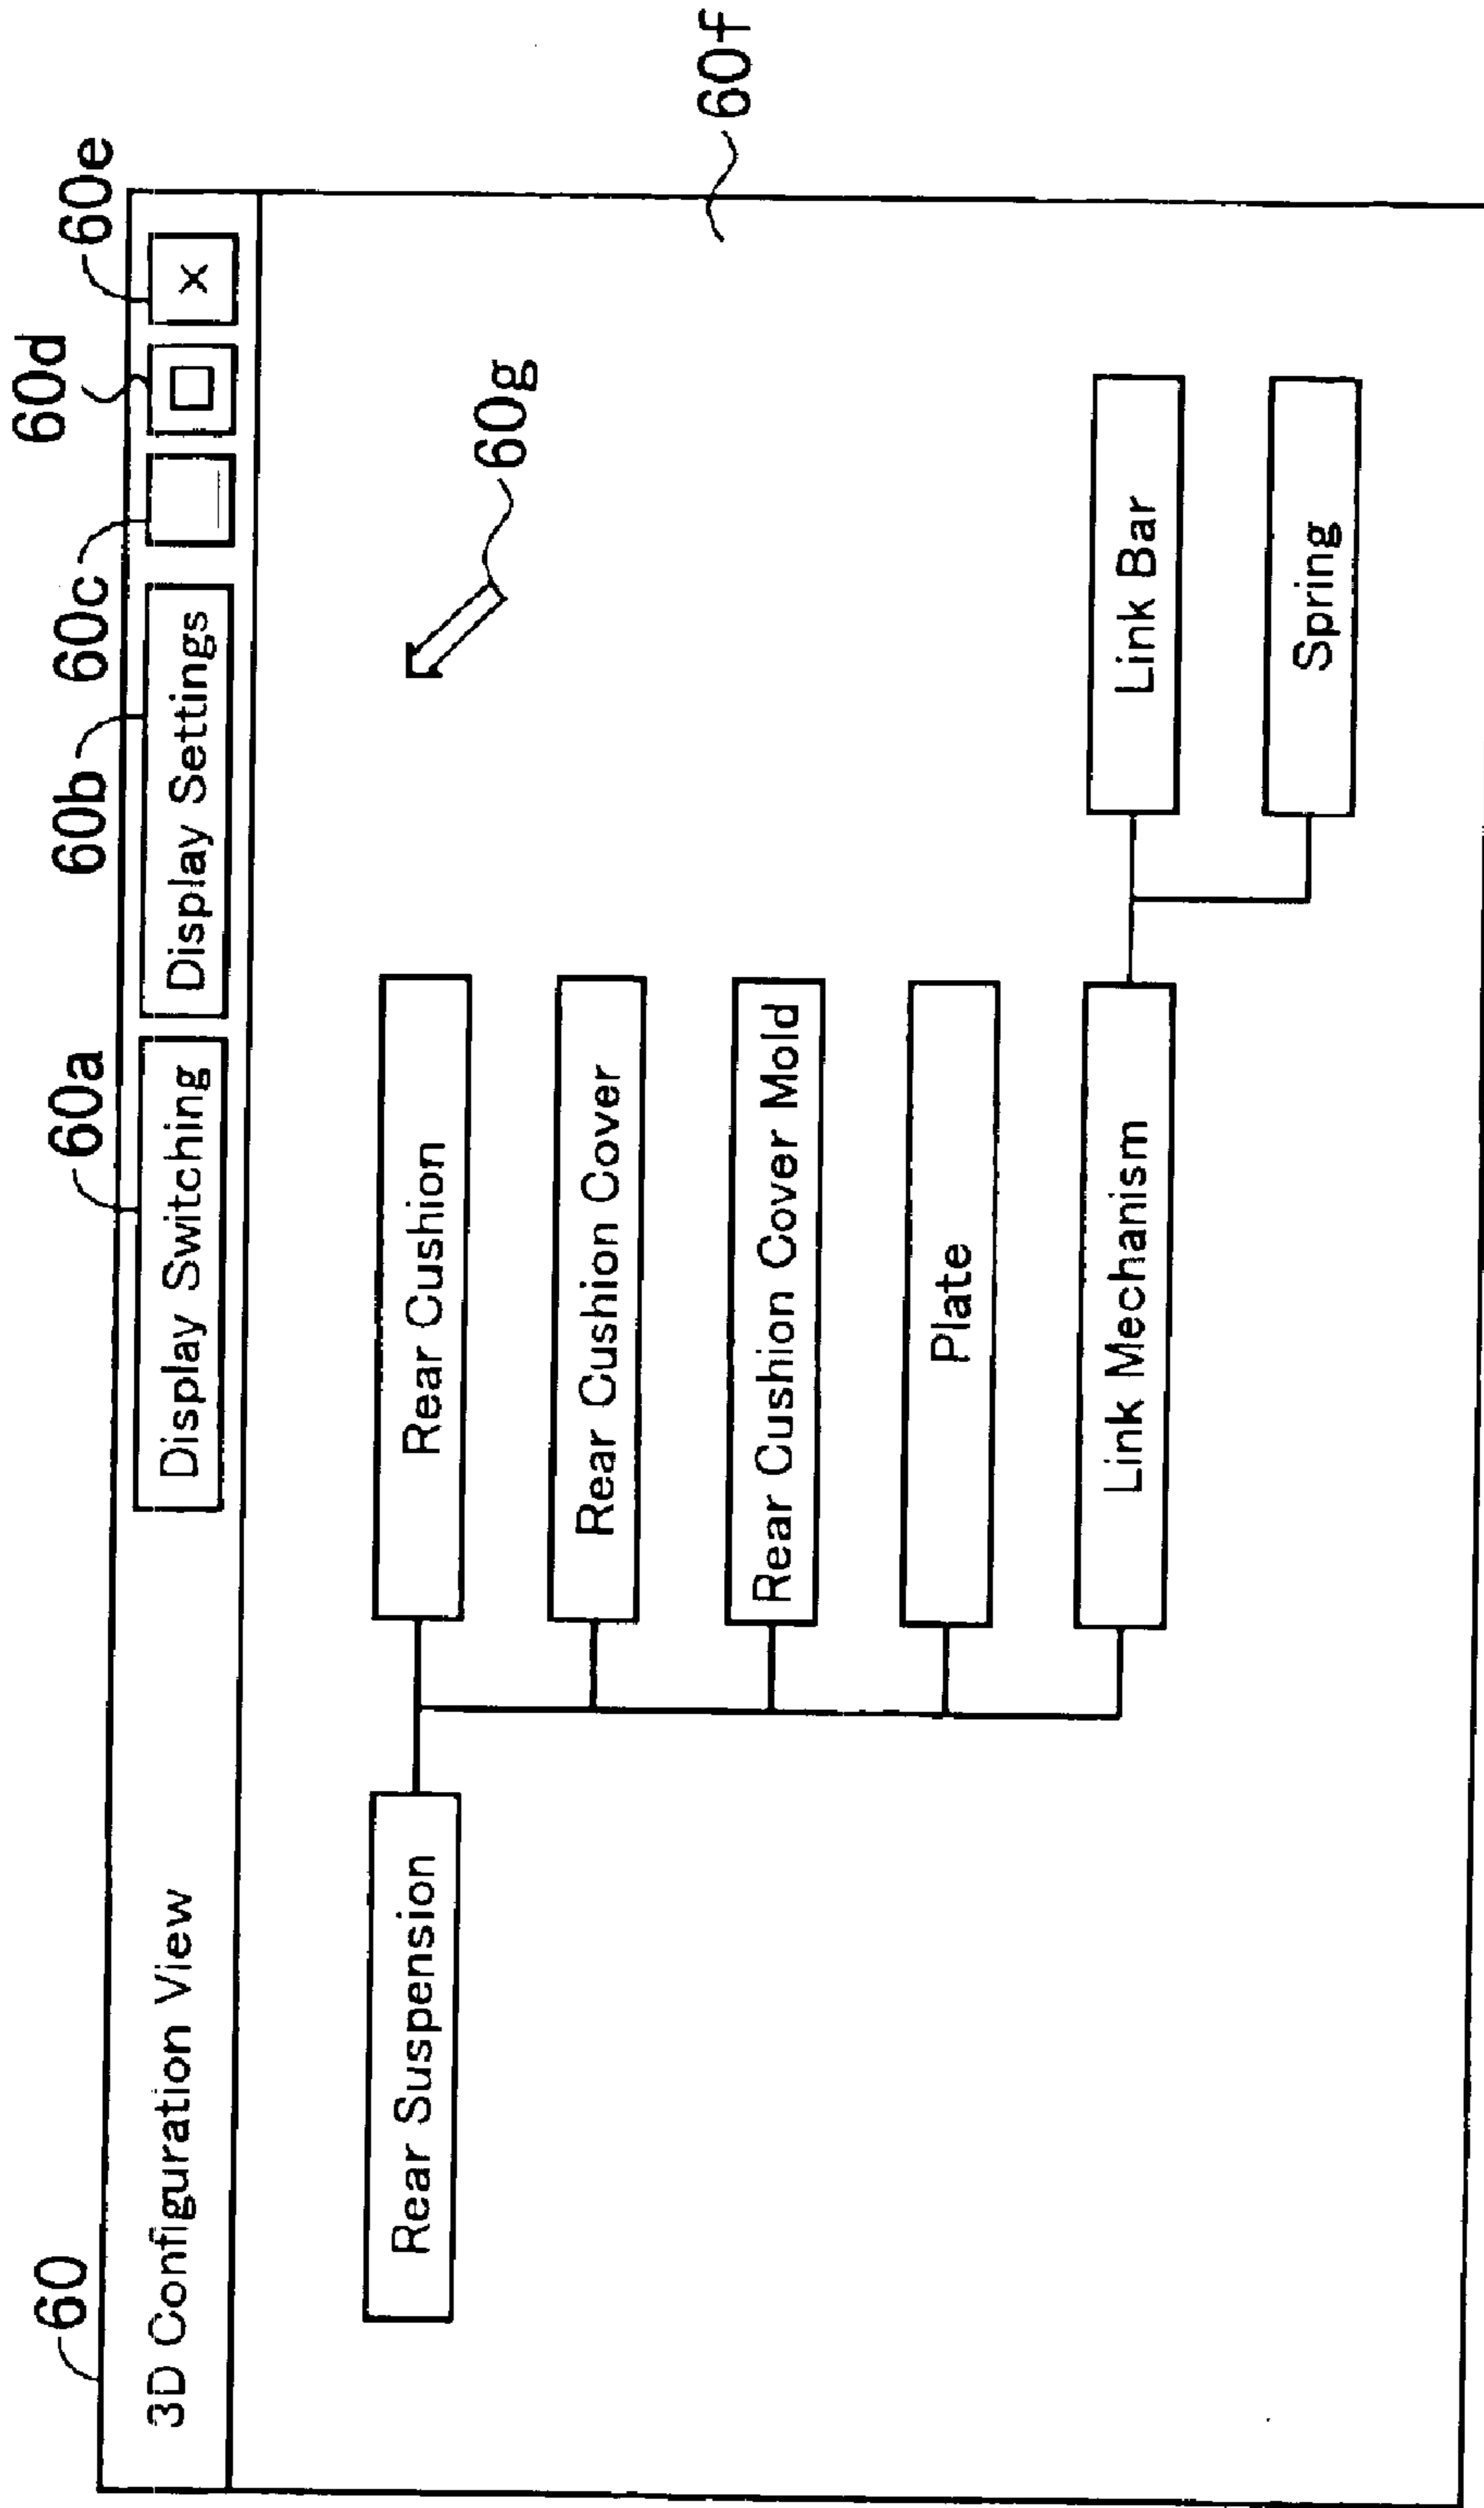 60
60a
60b
60c
60d
60e
3D Configuration View
Display Switching
Display Settings
x
60g
60f
Rear Suspension
Rear Cushion
Rear Cushion Cover
Rear Cushion Cover Mold
Plate
Link Mechanism
Link Bar
Spring